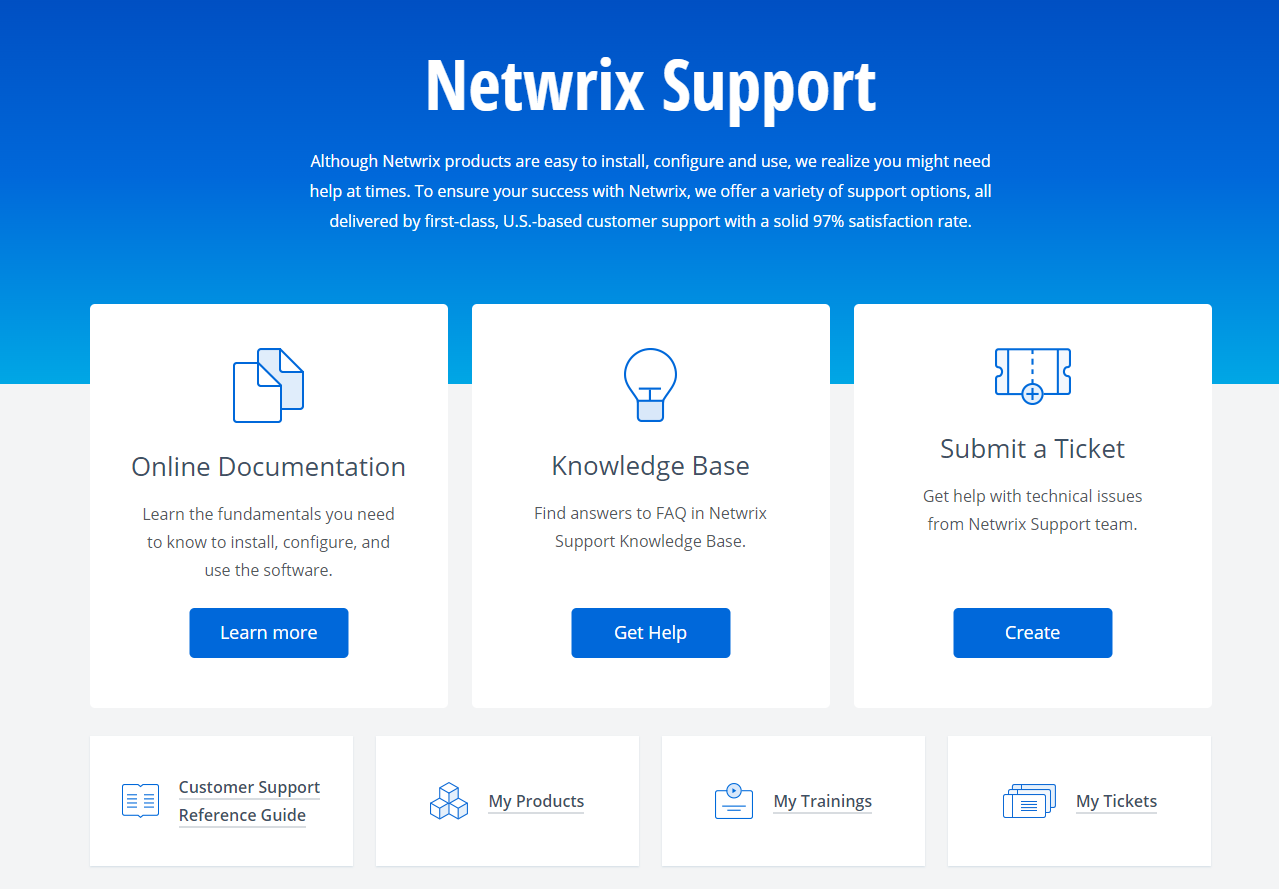 Netwrix Support
Although Netwrix products are easy to install, configure and use, we realize you might need
help at times. To ensure your success with Netwrix, we offer a variety of support options, all
delivered by first-class, U.S.-based customer support with a solid 97% satisfaction rate.
Online Documentation
Learn the fundamentals you need
to know to install, configure, and
use the software.
Learn more
Knowledge Base
Find answers to FAQ in Netwrix
Support Knowledge Base.
Get Help
Submit a Ticket
Get help with technical issues
from Netwrix Support team.
Create
Customer Support
Reference Guide
My Products
My Trainings
My Tickets